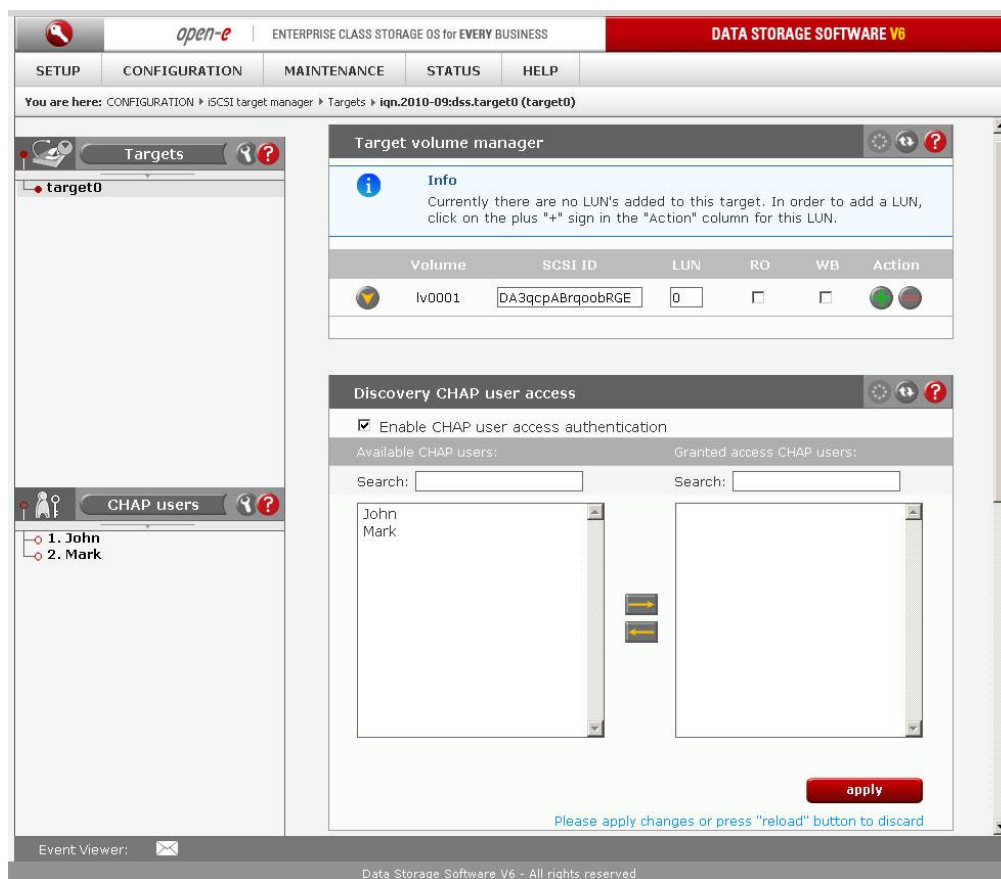 open-e ENTERPRISE CLASS STORAGE OS for EVERY BUSINESS DATA STORAGE SOFTWARE V6
SETUP CONFIGURATION MAINTENANCE STATUS HELP
You are here: CONFIGURATION ▸ iSCSI target manager ▸ Targets ▸ iqn.2010-09:dss.target0 (target0)
Targets
target0
CHAP users
1. John
2. Mark
Target volume manager
Info
Currently there are no LUN's added to this target. In order to add a LUN,
click on the plus "+" sign in the "Action" column for this LUN.
Volume SCSI ID LUN RO WB Action
lv0001 DA3qcpABrqoobRGE 0
Discovery CHAP user access
Enable CHAP user access authentication
Available CHAP users: Granted access CHAP users:
Search: Search:
John
Mark
apply
Please apply changes or press "reload" button to discard
Event Viewer:
Data Storage Software V6 - All rights reserved